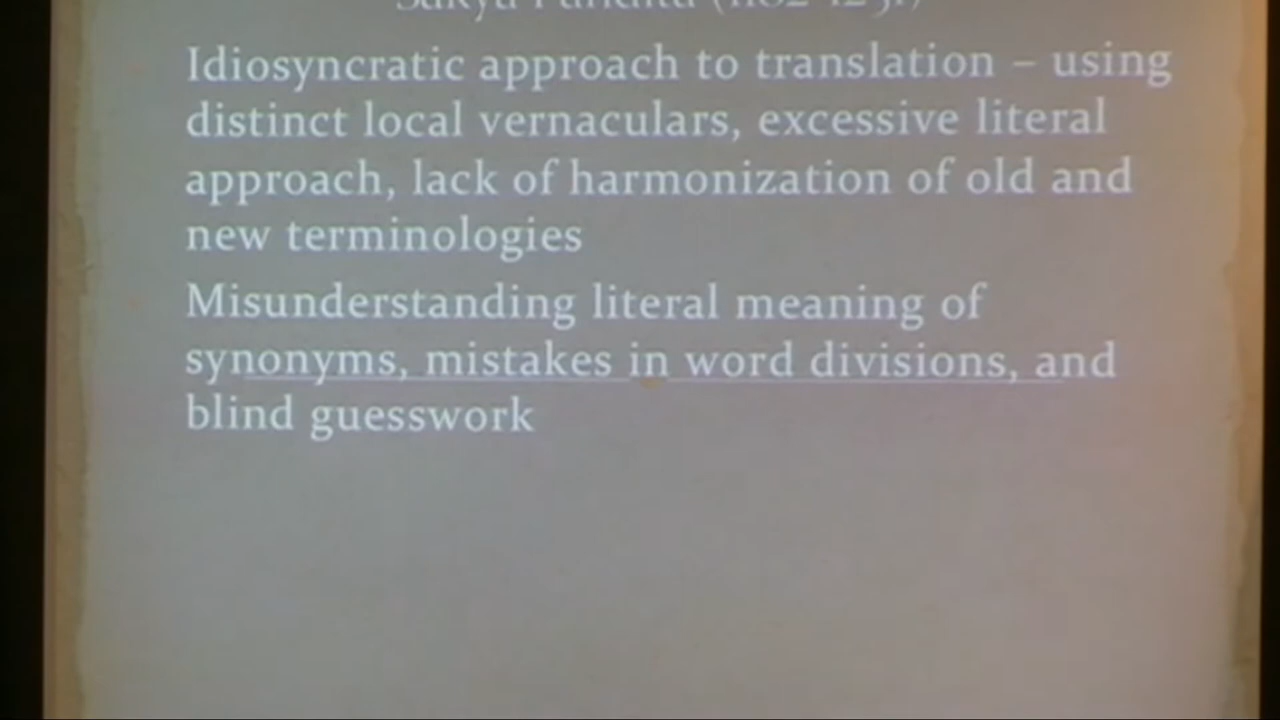 Idiosyncratic approach to translation – using
distinct local vernaculars, excessive literal
approach, lack of harmonization of old and
new terminologies
Misunderstanding literal meaning of
synonyms, mistakes in word divisions, and
blind guesswork